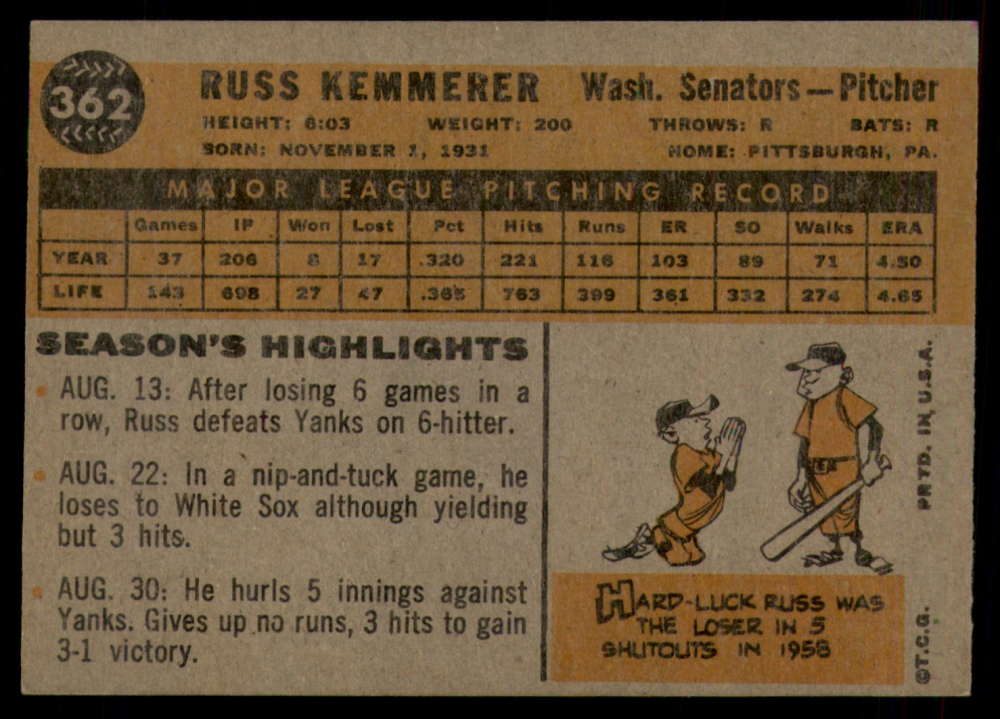 362
RUSS KEMMERER Wash. Senators—Pitcher
HEIGHT: 6:03 WEIGHT: 200 THROWS: R BATS: R
BORN: NOVEMBER 1, 1931 HOME: PITTSBURGH, PA.
MAJOR LEAGUE PITCHING RECORD
Games IP Won Lost Pct Hits Runs ER SO Walks ERA
YEAR 37 206 8 17 .320 221 116 103 89 71 4.50
LIFE 143 698 27 47 .365 763 399 361 332 274 4.65
SEASON'S HIGHLIGHTS
AUG. 13: After losing 6 games in a
row, Russ defeats Yanks on 6-hitter.
AUG. 22: In a nip-and-tuck game, he
loses to White Sox although yielding
but 3 hits.
AUG. 30: He hurls 5 innings against
Yanks. Gives up no runs, 3 hits to gain
3-1 victory.
HARD-LUCK RUSS WAS
THE LOSER IN 5
SHUTOUTS IN 1958
©T.C.G. PRTD. IN U.S.A.